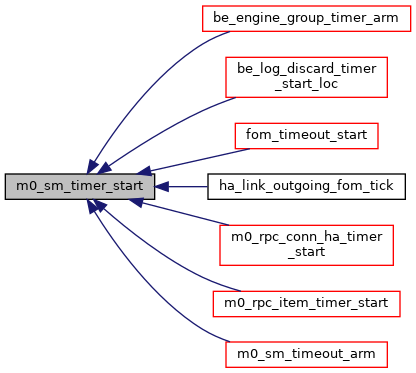 be_engine_group_timer_arm
be_log_discard_timer
_start_loc
fom_timeout_start
m0_sm_timer_start
ha_link_outgoing_fom_tick
m0_rpc_conn_ha_timer
_start
m0_rpc_item_timer_start
m0_sm_timeout_arm